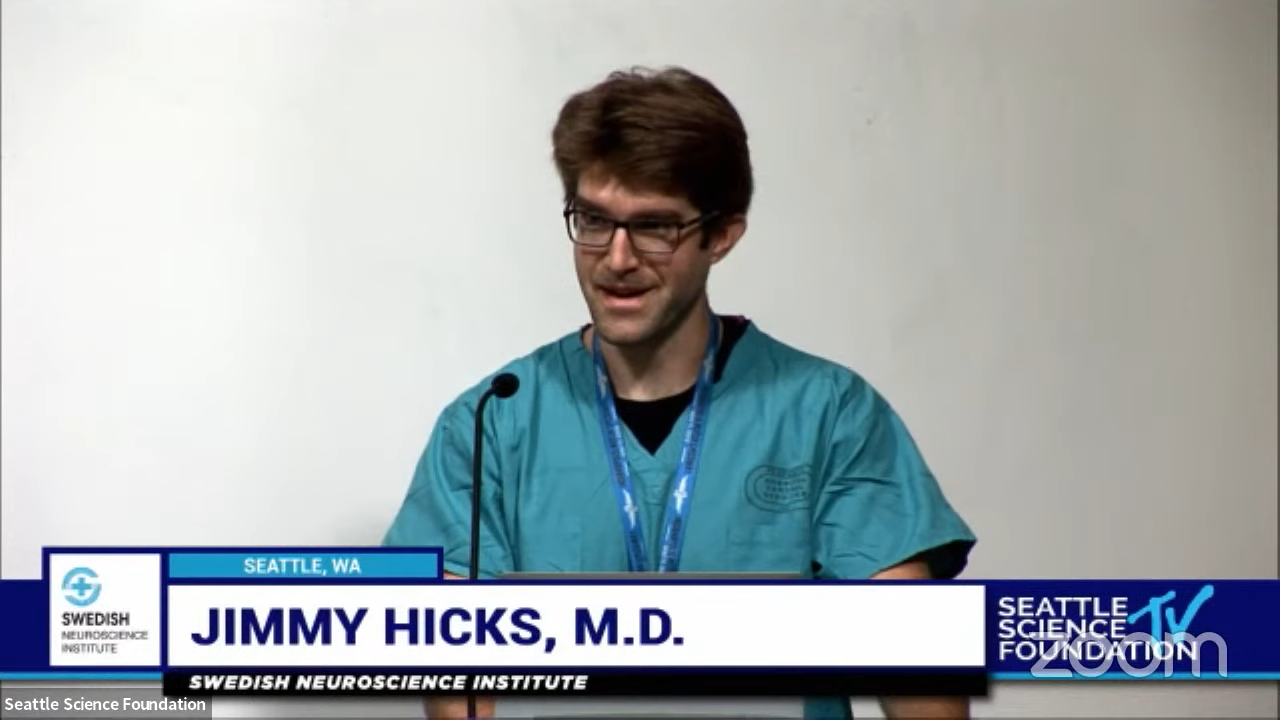 SEATTLE, WA
SWEDISH
NEUROSCIENCE
INSTITUTE
JIMMY HICKS, M.D.
SEATTLE
SCIENCE
FOUNDATION
TV
zoom
SWEDISH NEUROSCIENCE INSTITUTE
Seattle Science Foundation